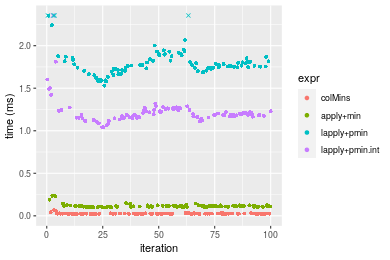 time (ms)
2.0
1.5
1.0
0.5
0.0
0
25
50
75
100
iteration
expr
colMins
apply+min
lapply+pmin
lapply+pmin.int